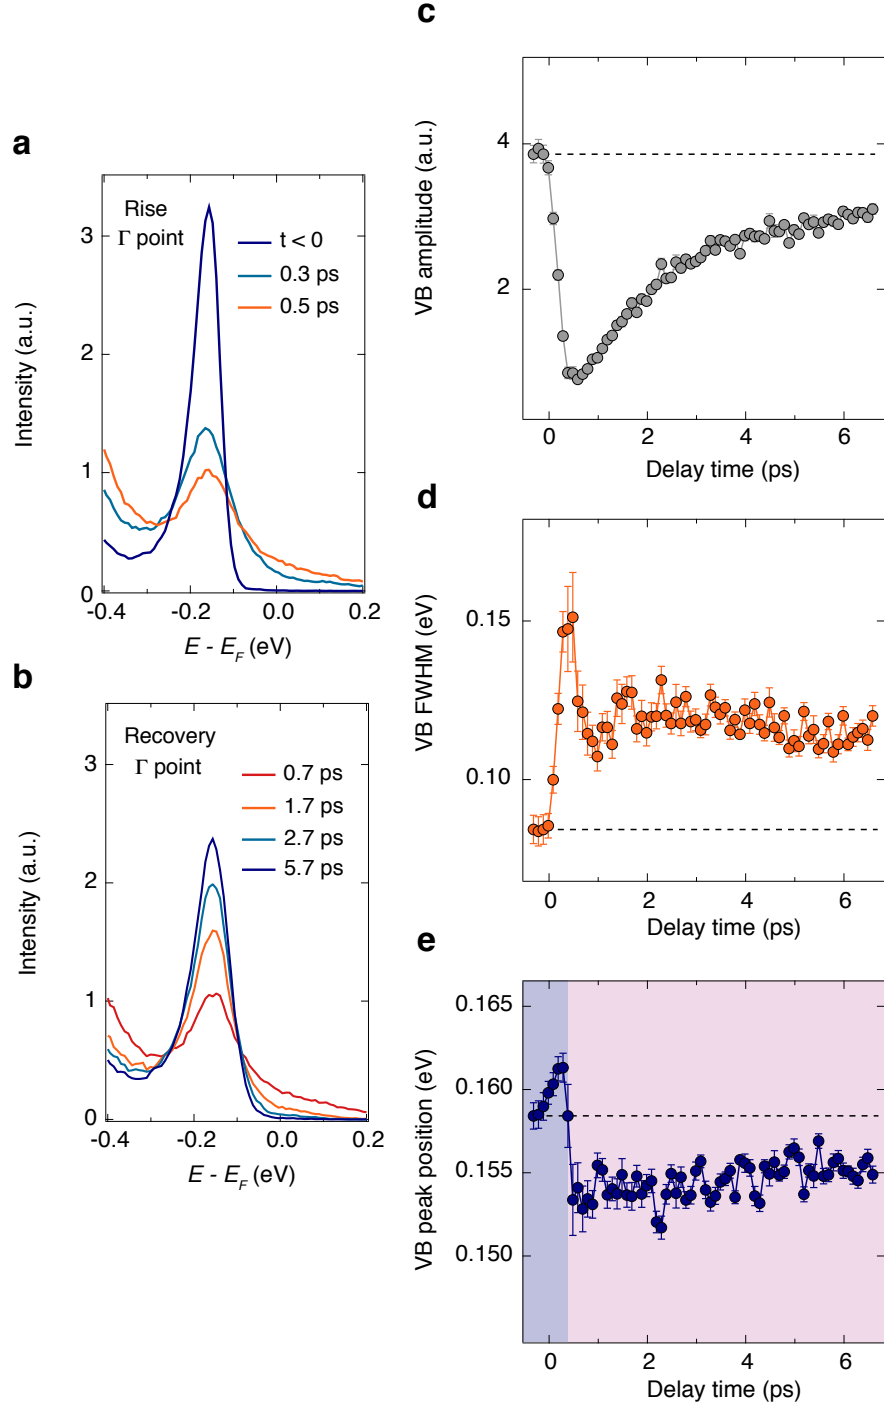 a
Rise
Γ point
t < 0
0.3 ps
0.5 ps
3
2
1
0
Intensity (a.u.)
-0.4
-0.2
0.0
0.2
E - E_F (eV)
b
Recovery
Γ point
0.7 ps
1.7 ps
2.7 ps
5.7 ps
3
2
1
0
Intensity (a.u.)
-0.4
-0.2
0.0
0.2
E - E_F (eV)
c
4
2
VB amplitude (a.u.)
0
2
4
6
Delay time (ps)
d
0.15
0.10
VB FWHM (eV)
0
2
4
6
Delay time (ps)
e
0.165
0.160
0.155
0.150
VB peak position (eV)
0
2
4
6
Delay time (ps)